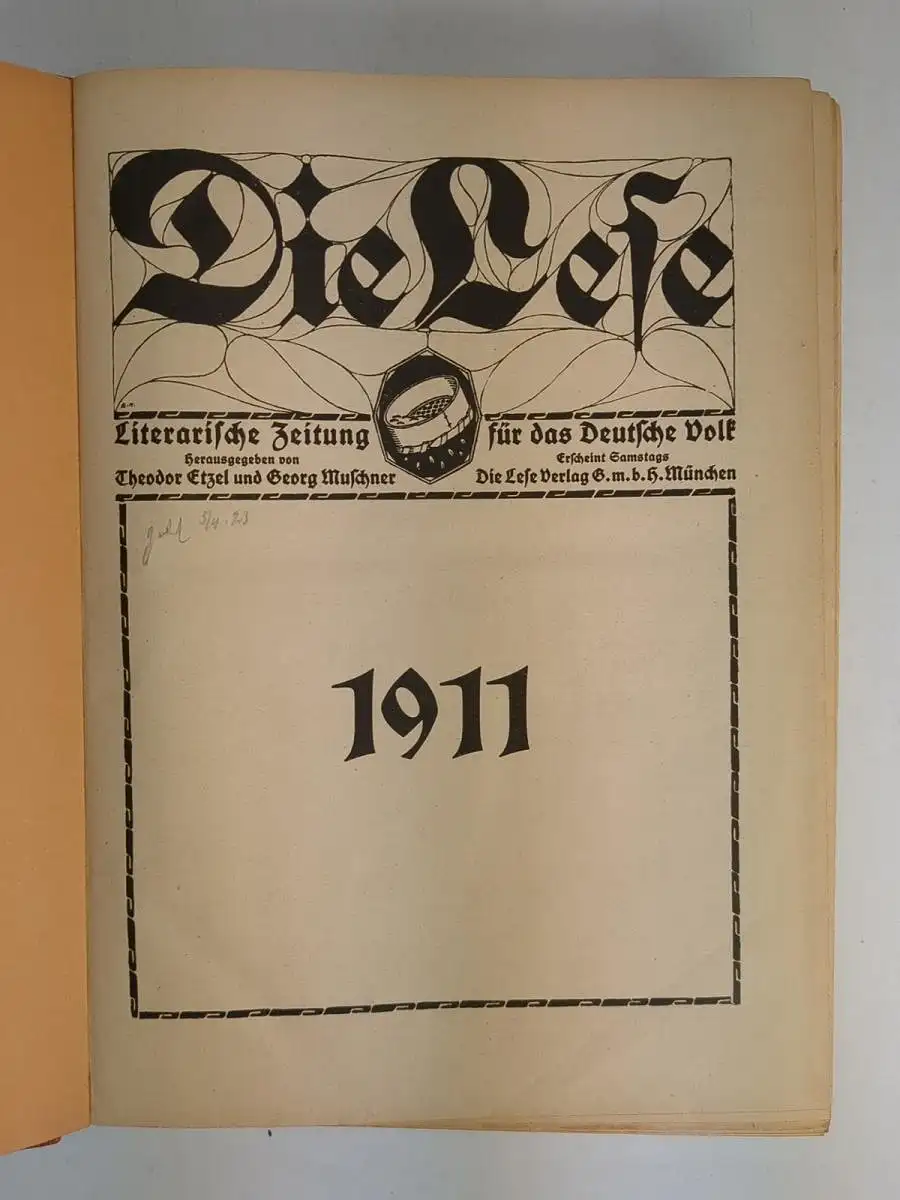 Die Lese
Literarische Zeitung für das Deutsche Volk
Herausgegeben von
Theodor Etzel und Georg Muschner
Erscheint Samstags
Die Lese Verlag G.m.b.H. München
1911